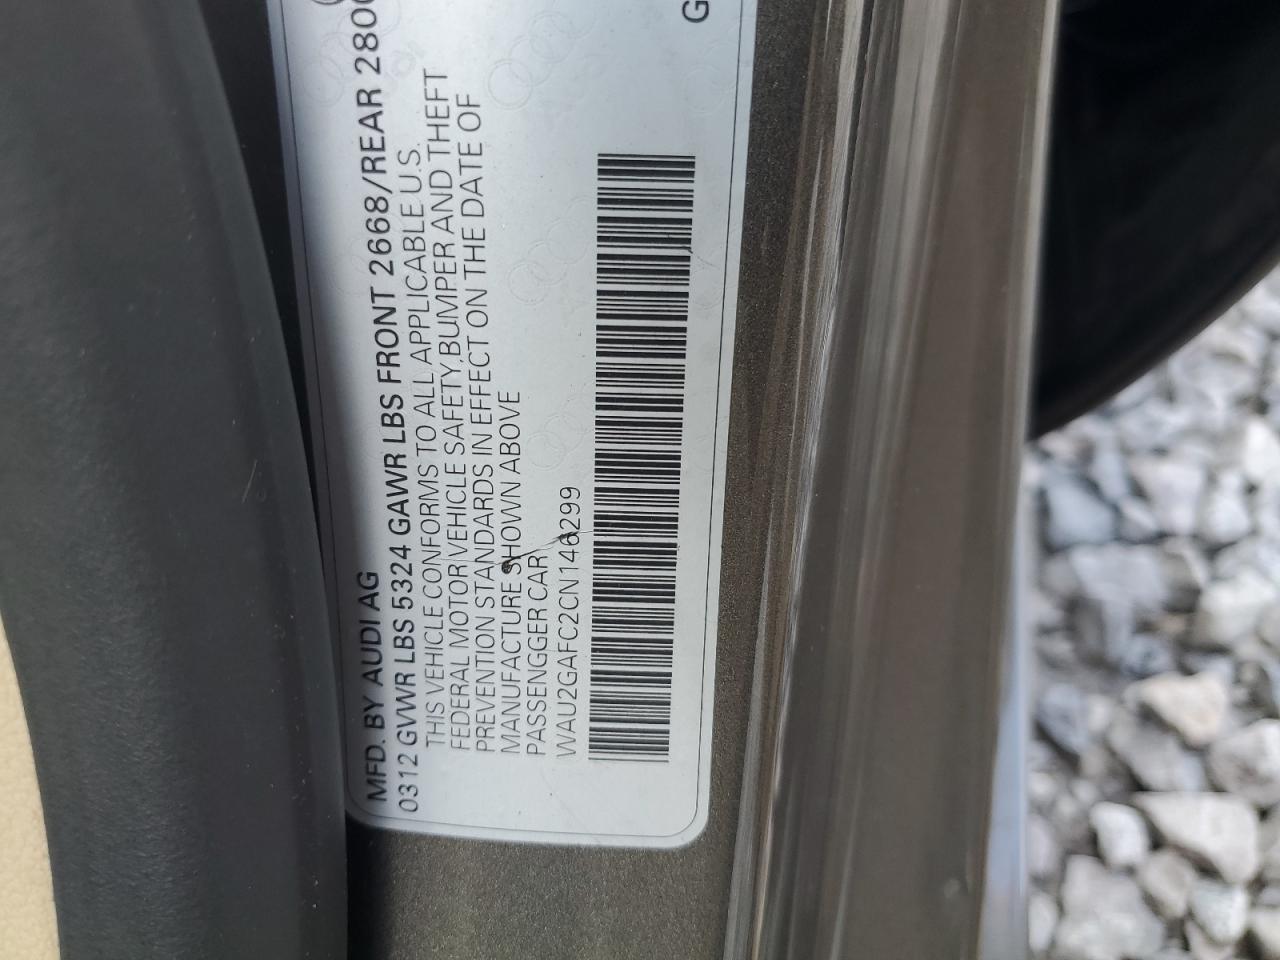 MFD. BY AUDI AG
0312 GVWR LBS 5324 GAWR LBS FRONT 2668/REAR 280
THIS VEHICLE CONFORMS TO ALL APPLICABLE U.S.
FEDERAL MOTOR VEHICLE SAFETY, BUMPER AND THEFT
PREVENTION STANDARDS IN EFFECT ON THE DATE OF
MANUFACTURE SHOWN ABOVE
PASSENGGER CAR
WAU2GAFC2CN146299
G